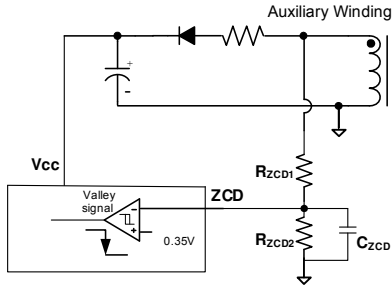 Auxiliary Winding
+
-
Vcc
Valley
signal
ZCD
-
+
0.35V
RZCD1
RZCD2
CZCD